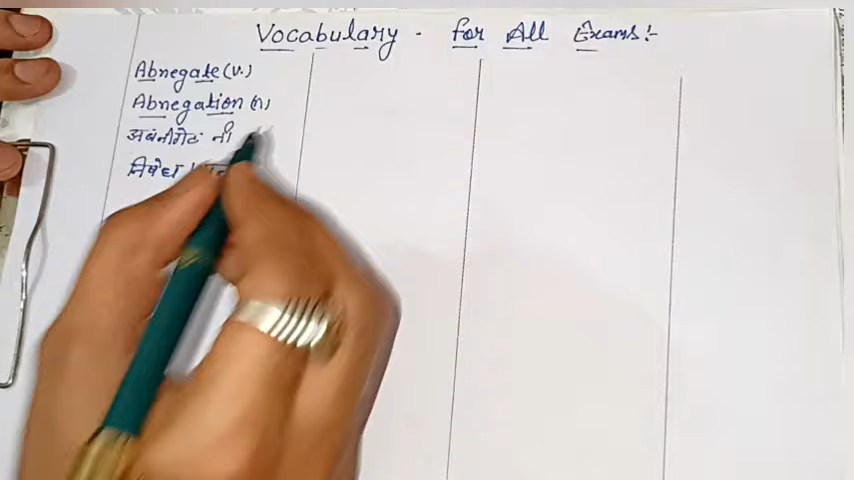 Vocabulary - for All Exams:-
Abnegate (v.)
Abnegation (n)
अबनीगेट नी
निषेध